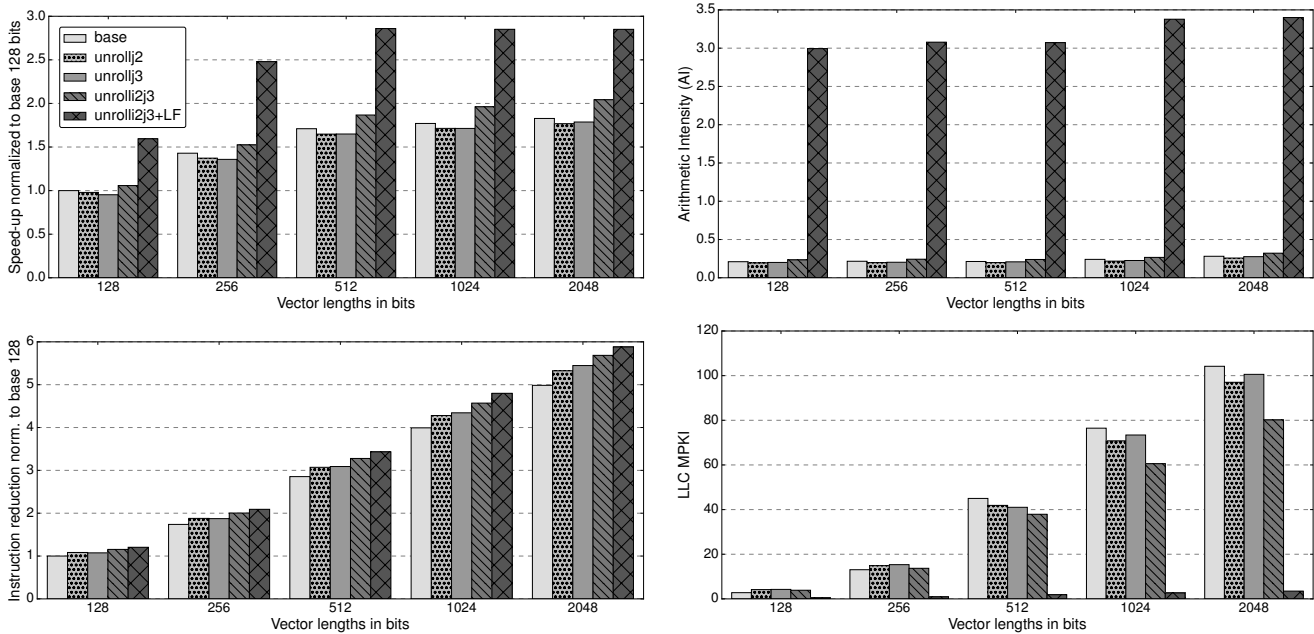 Speed-up normalized to base 128 bits
3.0
2.5
2.0
1.5
1.0
0.5
0.0
base
unrollj2
unrollj3
unrolli2j3
unrolli2j3+LF
128 256 512 1024 2048
Vector lengths in bits
Arithmetic Intensity (AI)
3.5
3.0
2.5
2.0
1.5
1.0
0.5
0.0
128 256 512 1024 2048
Vector lengths in bits
Instruction reduction norm. to base 128
6
5
4
3
2
1
0
128 256 512 1024 2048
Vector lengths in bits
LLC MPKI
120
100
80
60
40
20
0
128 256 512 1024 2048
Vector lengths in bits